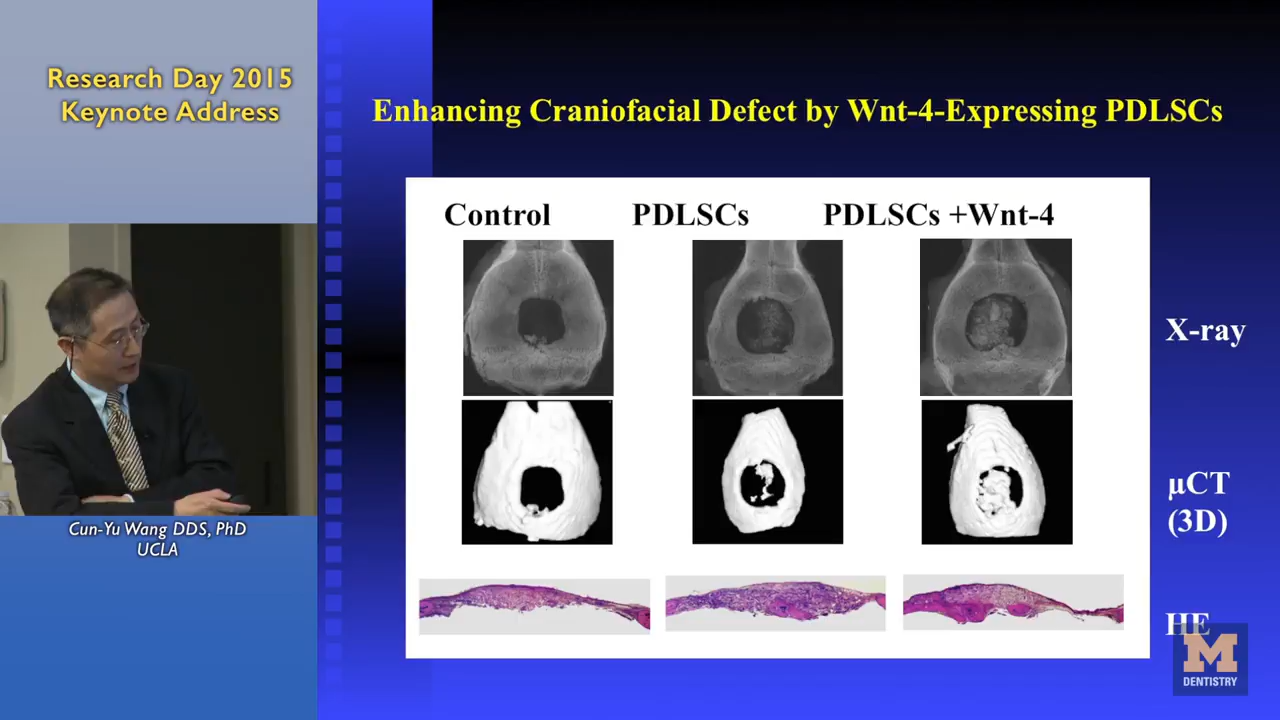 Research Day 2015
Keynote Address
Cun-Yu Wang DDS, PhD
UCLA
Enhancing Craniofacial Defect by Wnt-4-Expressing PDLSCs
Control PDLSCs PDLSCs +Wnt-4
X-ray
µCT
(3D)
HE
M
DENTISTRY